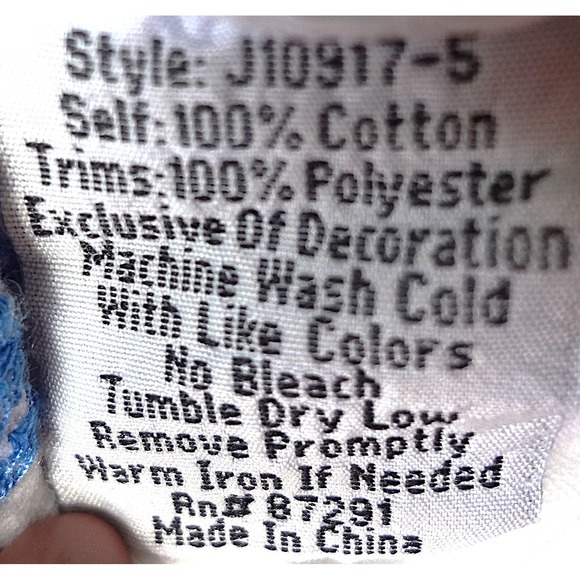 Style: J10917-5
Self:100% Cotton
Trims:100% Polyester
Exclusive Of Decoration
Machine Wash Cold
With Like Colors
No Bleach
Tumble Dry Low
Remove Promptly
Warm Iron If Needed
Rn# 87291
Made In China